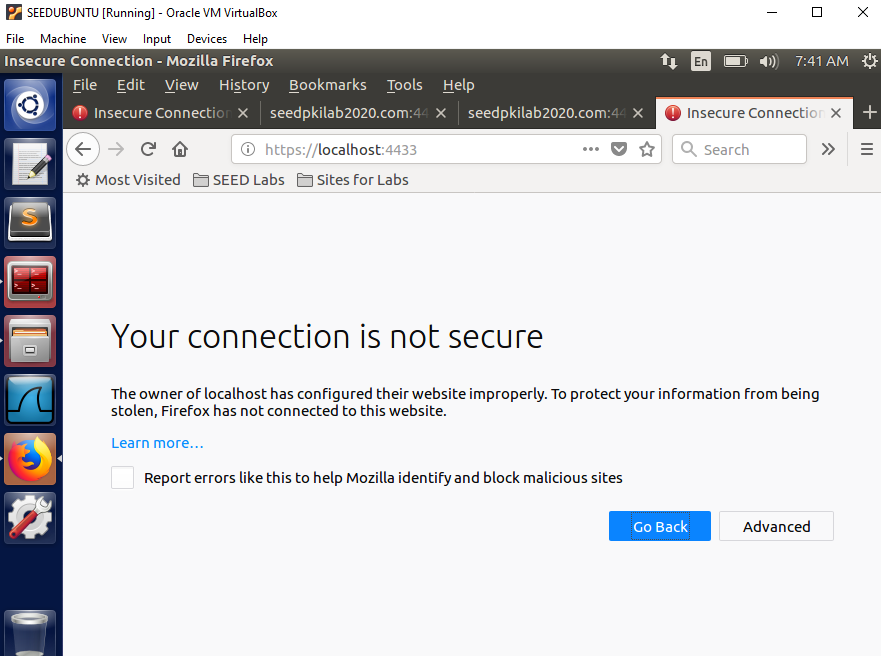 SEEDUBUNTU [Running] - Oracle VM VirtualBox
File Machine View Input Devices Help
Insecure Connection - Mozilla Firefox En 7:41 AM
File Edit View History Bookmarks Tools Help
Insecure Connection seedpkilab2020.com:44 seedpkilab2020.com:44 Insecure Connection
https://localhost:4433 Search
Most Visited SEED Labs Sites for Labs
Your connection is not secure
The owner of localhost has configured their website improperly. To protect your information from being
stolen, Firefox has not connected to this website.
Learn more...
Report errors like this to help Mozilla identify and block malicious sites
Go Back Advanced